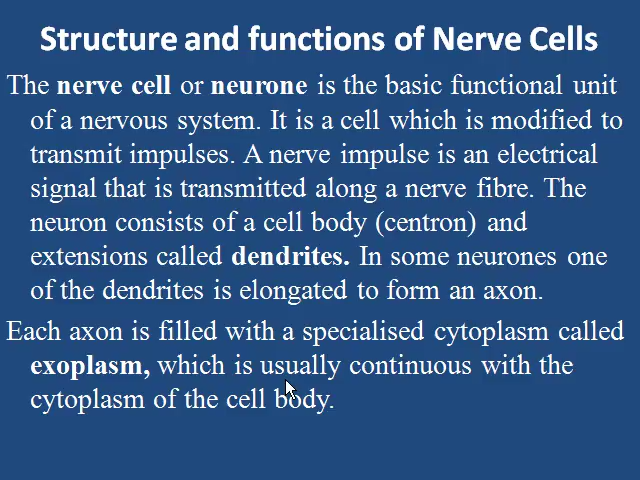 Structure and functions of Nerve Cells
The nerve cell or neurone is the basic functional unit
of a nervous system. It is a cell which is modified to
transmit impulses. A nerve impulse is an electrical
signal that is transmitted along a nerve fibre. The
neuron consists of a cell body (centron) and
extensions called dendrites. In some neurones one
of the dendrites is elongated to form an axon.
Each axon is filled with a specialised cytoplasm called
exoplasm, which is usually continuous with the
cytoplasm of the cell body.